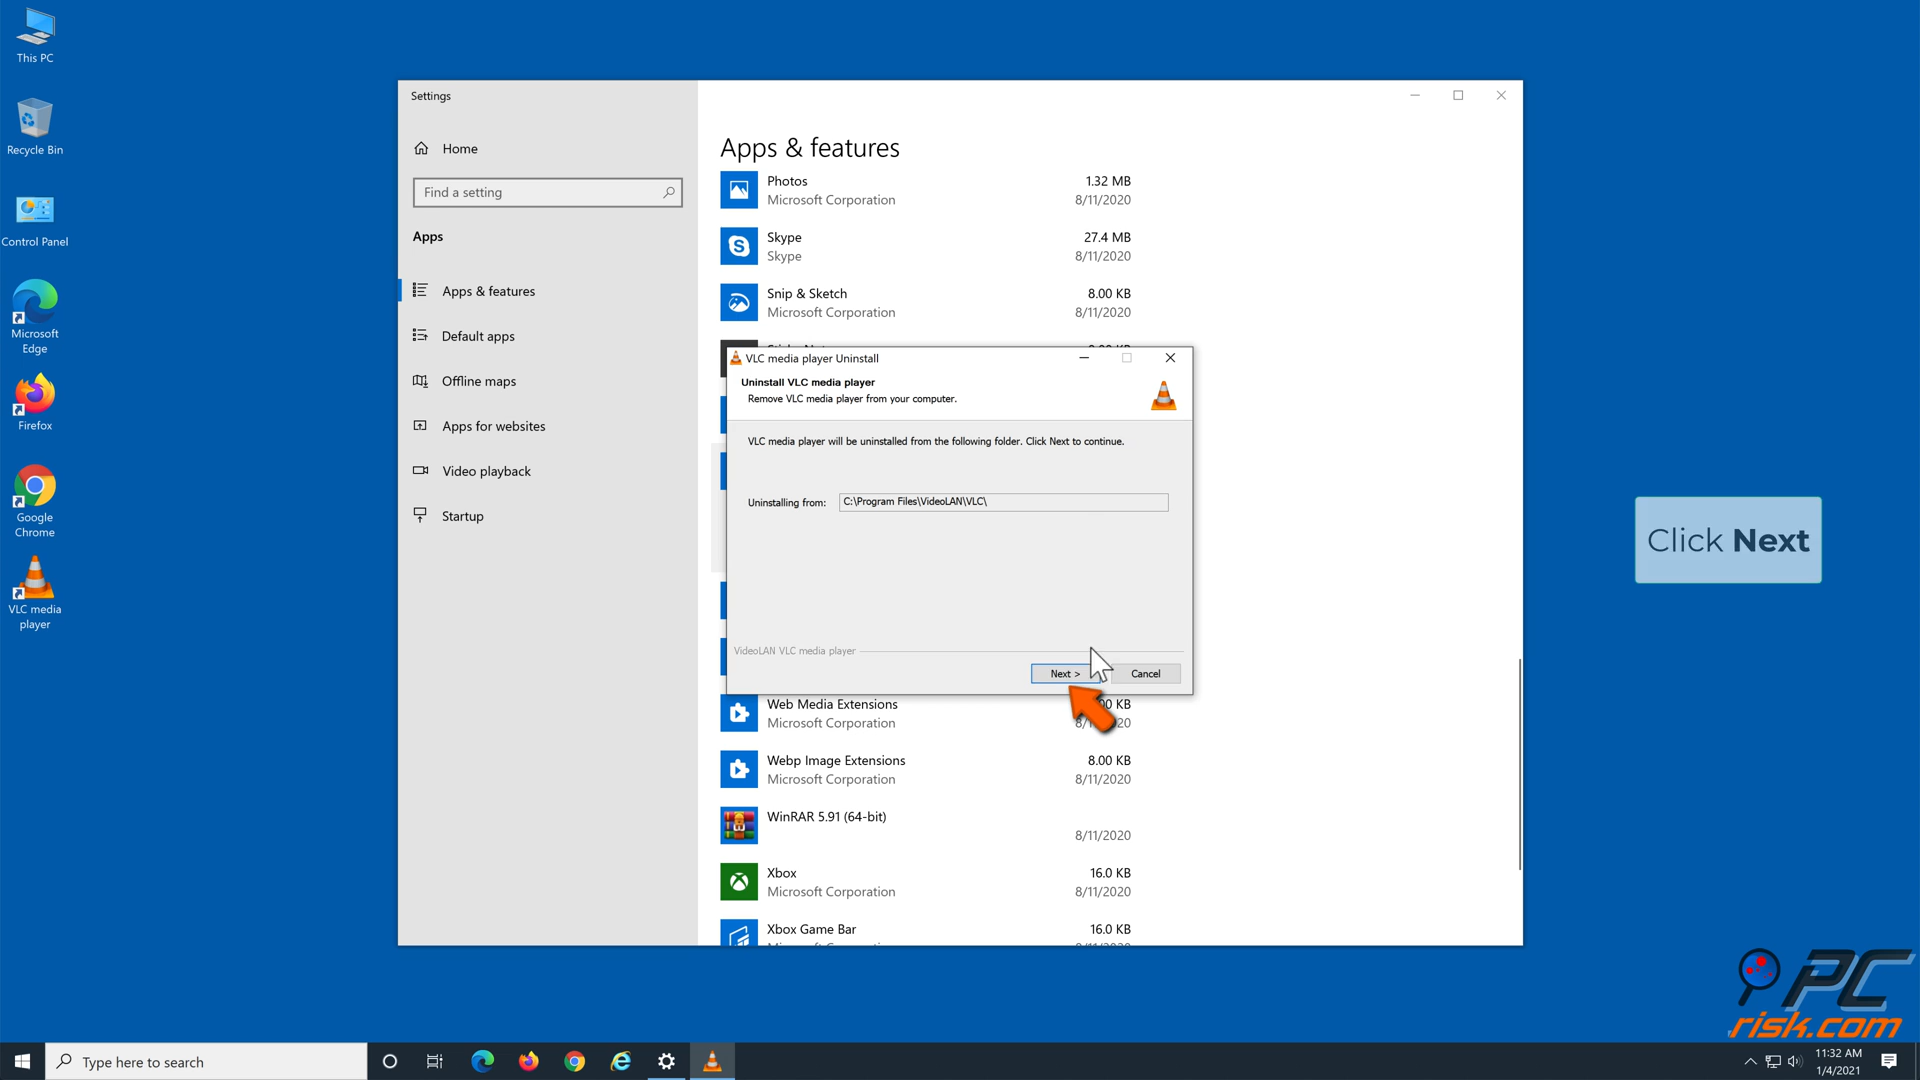 This PC
Recycle Bin
Control Panel
Microsoft
Edge
Firefox
Google
Chrome
VLC media
player
Settings
Home
Find a setting
Apps
Apps & features
Default apps
Offline maps
Apps for websites
Video playback
Startup
Apps & features
Photos 1.32 MB
Microsoft Corporation 8/11/2020
Skype 27.4 MB
Skype 8/11/2020
Snip & Sketch 8.00 KB
Microsoft Corporation 8/11/2020
VLC media player Uninstall
Uninstall VLC media player
Remove VLC media player from your computer.
VLC media player will be uninstalled from the following folder. Click Next to continue.
Uninstalling from: C:\Program Files\VideoLAN\VLC\
VideoLAN VLC media player
Next > Cancel
Web Media Extensions KB
Microsoft Corporation
Webp Image Extensions 8.00 KB
Microsoft Corporation 8/11/2020
WinRAR 5.91 (64-bit)
8/11/2020
Xbox 16.0 KB
Microsoft Corporation 8/11/2020
Xbox Game Bar 16.0 KB
Click Next
PC
risk.com
Type here to search
11:32 AM
1/4/2021